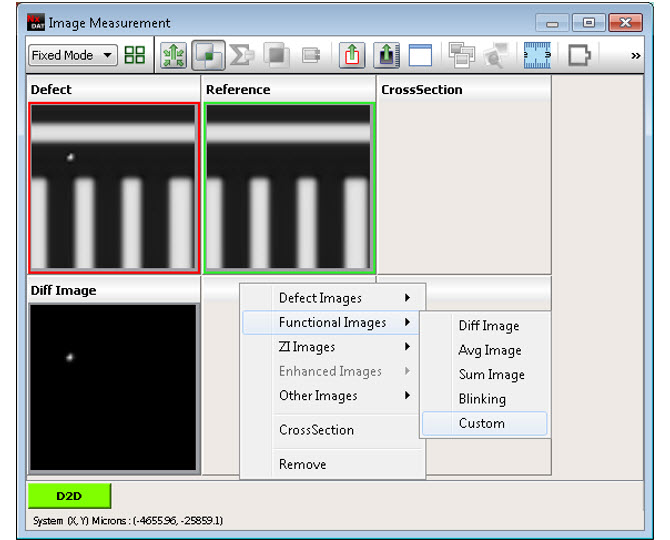 DAT Image Measurement
Fixed Mode
»
Defect Reference CrossSection
Diff Image
Defect Images
Functional Images
ZI Images
Enhanced Images
Other Images
CrossSection
Remove
Diff Image
Avg Image
Sum Image
Blinking
Custom
D2D
System (X, Y) Microns : (-4655.96, -25859.1)